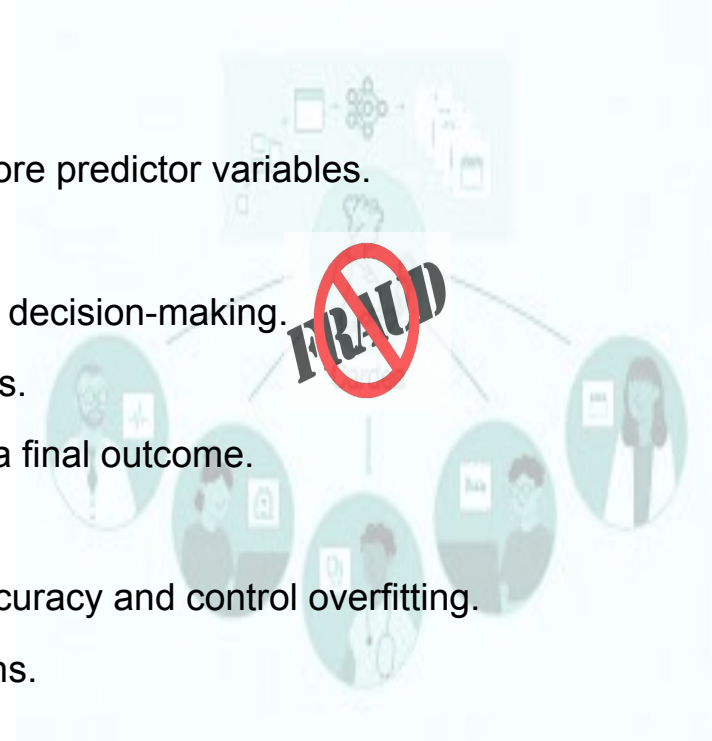 ore predictor variables.
decision-making.
FRAUD
s.
a final outcome.
curacy and control overfitting.
ns.